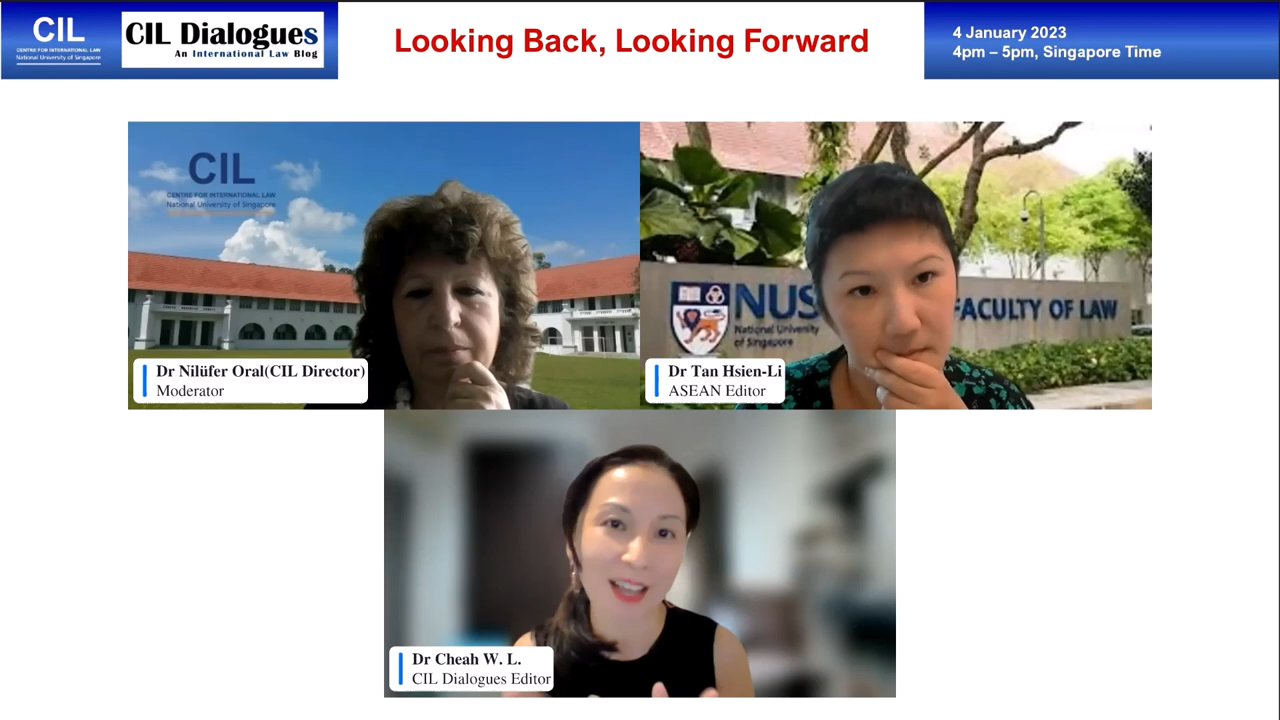 CIL
CENTRE FOR INTERNATIONAL LAW
National University of Singapore
CIL Dialogues
An International Law Blog
Looking Back, Looking Forward
4 January 2023
4pm – 5pm, Singapore Time
CIL
CENTRE FOR INTERNATIONAL LAW
National University of Singapore
Dr Nilüfer Oral(CIL Director)
Moderator
NUS
National University
of Singapore
FACULTY OF LAW
Dr Tan Hsien-Li
ASEAN Editor
Dr Cheah W. L.
CIL Dialogues Editor